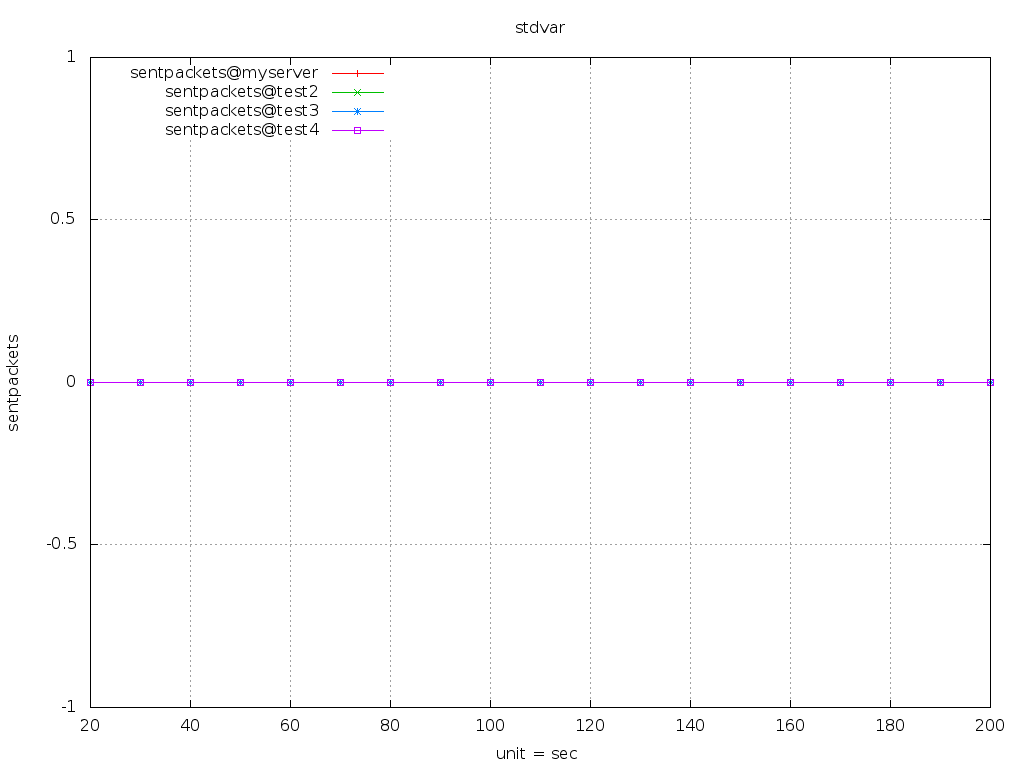 stdvar
sentpackets@myserver
sentpackets@test2
sentpackets@test3
sentpackets@test4
1
0.5
0
-0.5
-1
sentpackets
20 40 60 80 100 120 140 160 180 200
unit = sec